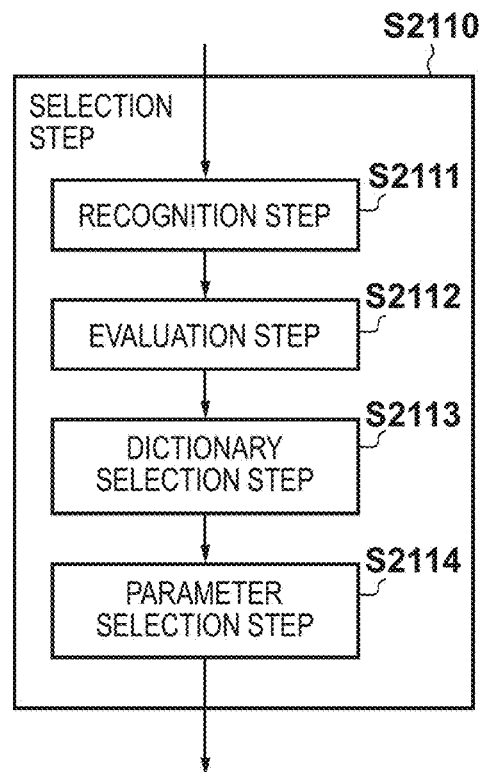 S2110
SELECTION
STEP
S2111
RECOGNITION STEP
S2112
EVALUATION STEP
S2113
DICTIONARY
SELECTION STEP
S2114
PARAMETER
SELECTION STEP